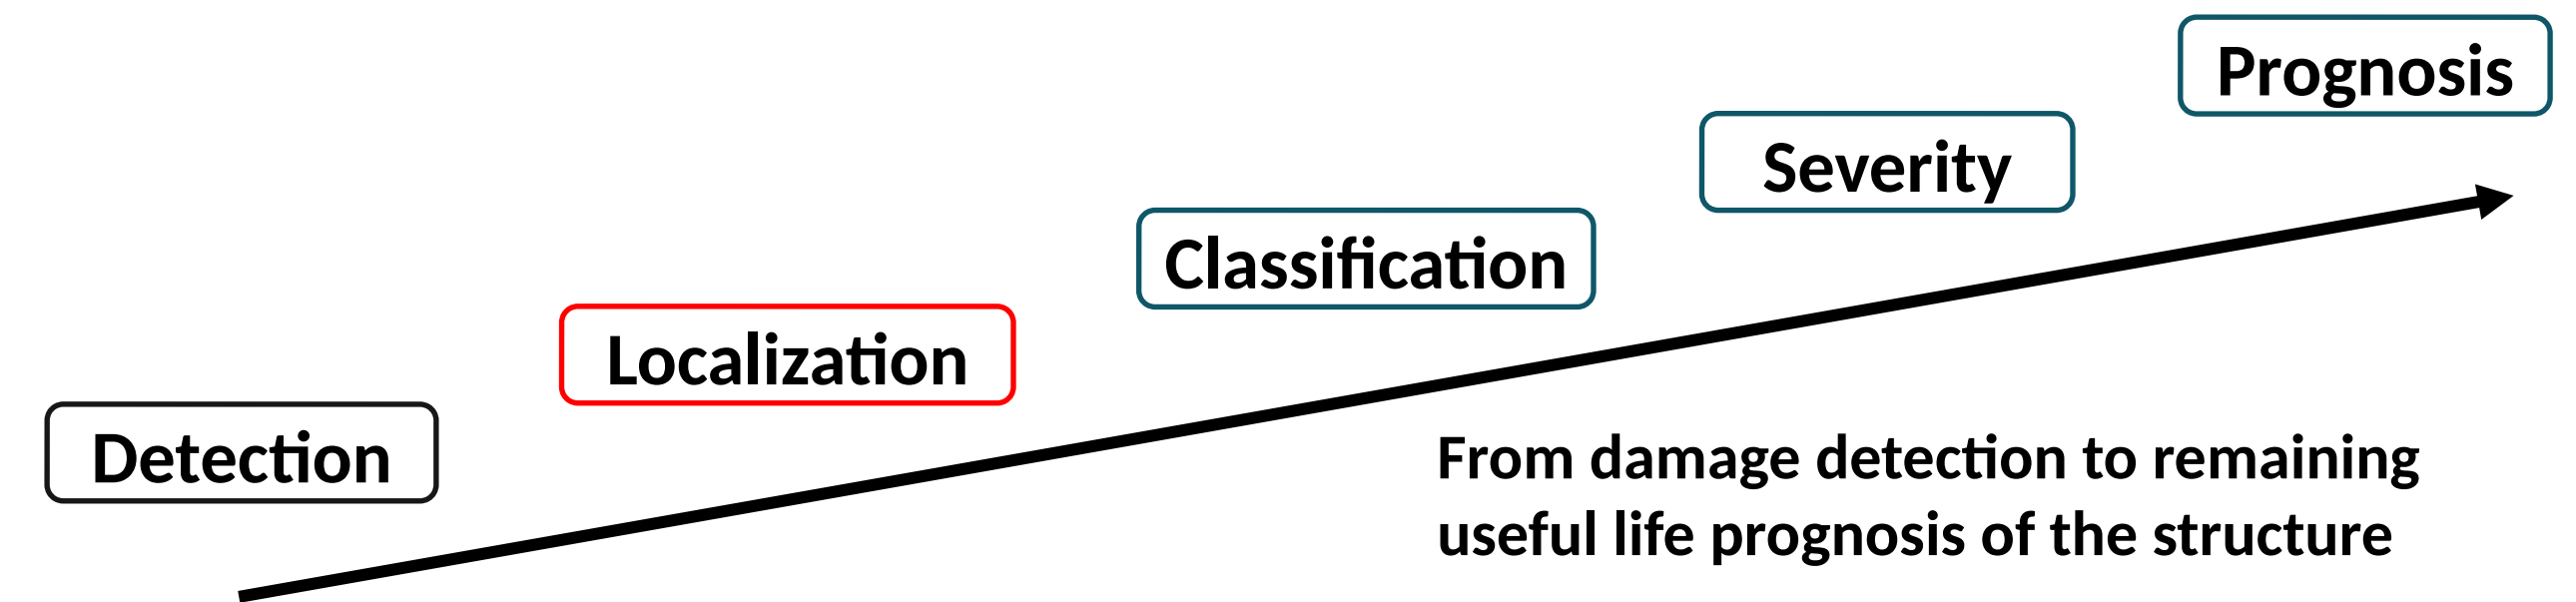 Prognosis
Severity
Classification
Localization
Detection
From damage detection to remaining
useful life prognosis of the structure